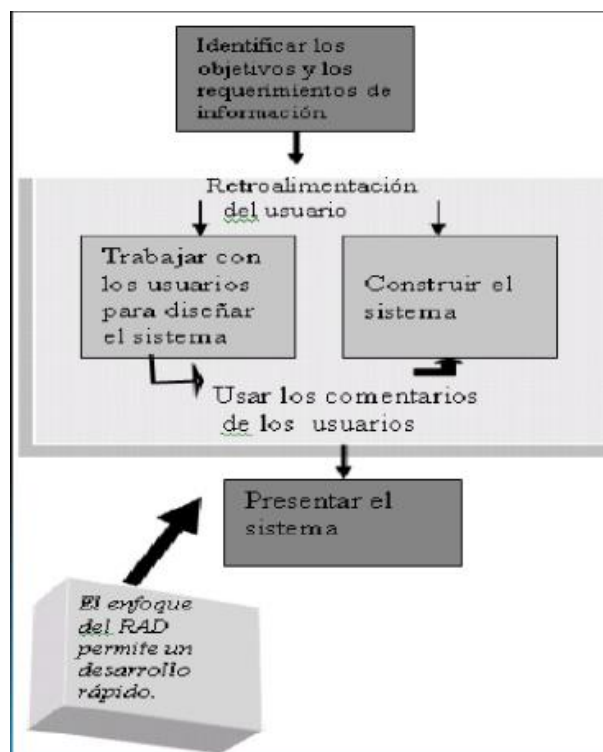 Identificar los
objetivos y los
requerimientos de
información
Retroalimentación
del usuario
Trabajar con
los usuarios
para diseñar
el sistema
Construir el
sistema
Usar los comentarios
de los usuarios
Presentar el
sistema
El enfoque
del RAD
permite un
desarrollo
rápido.